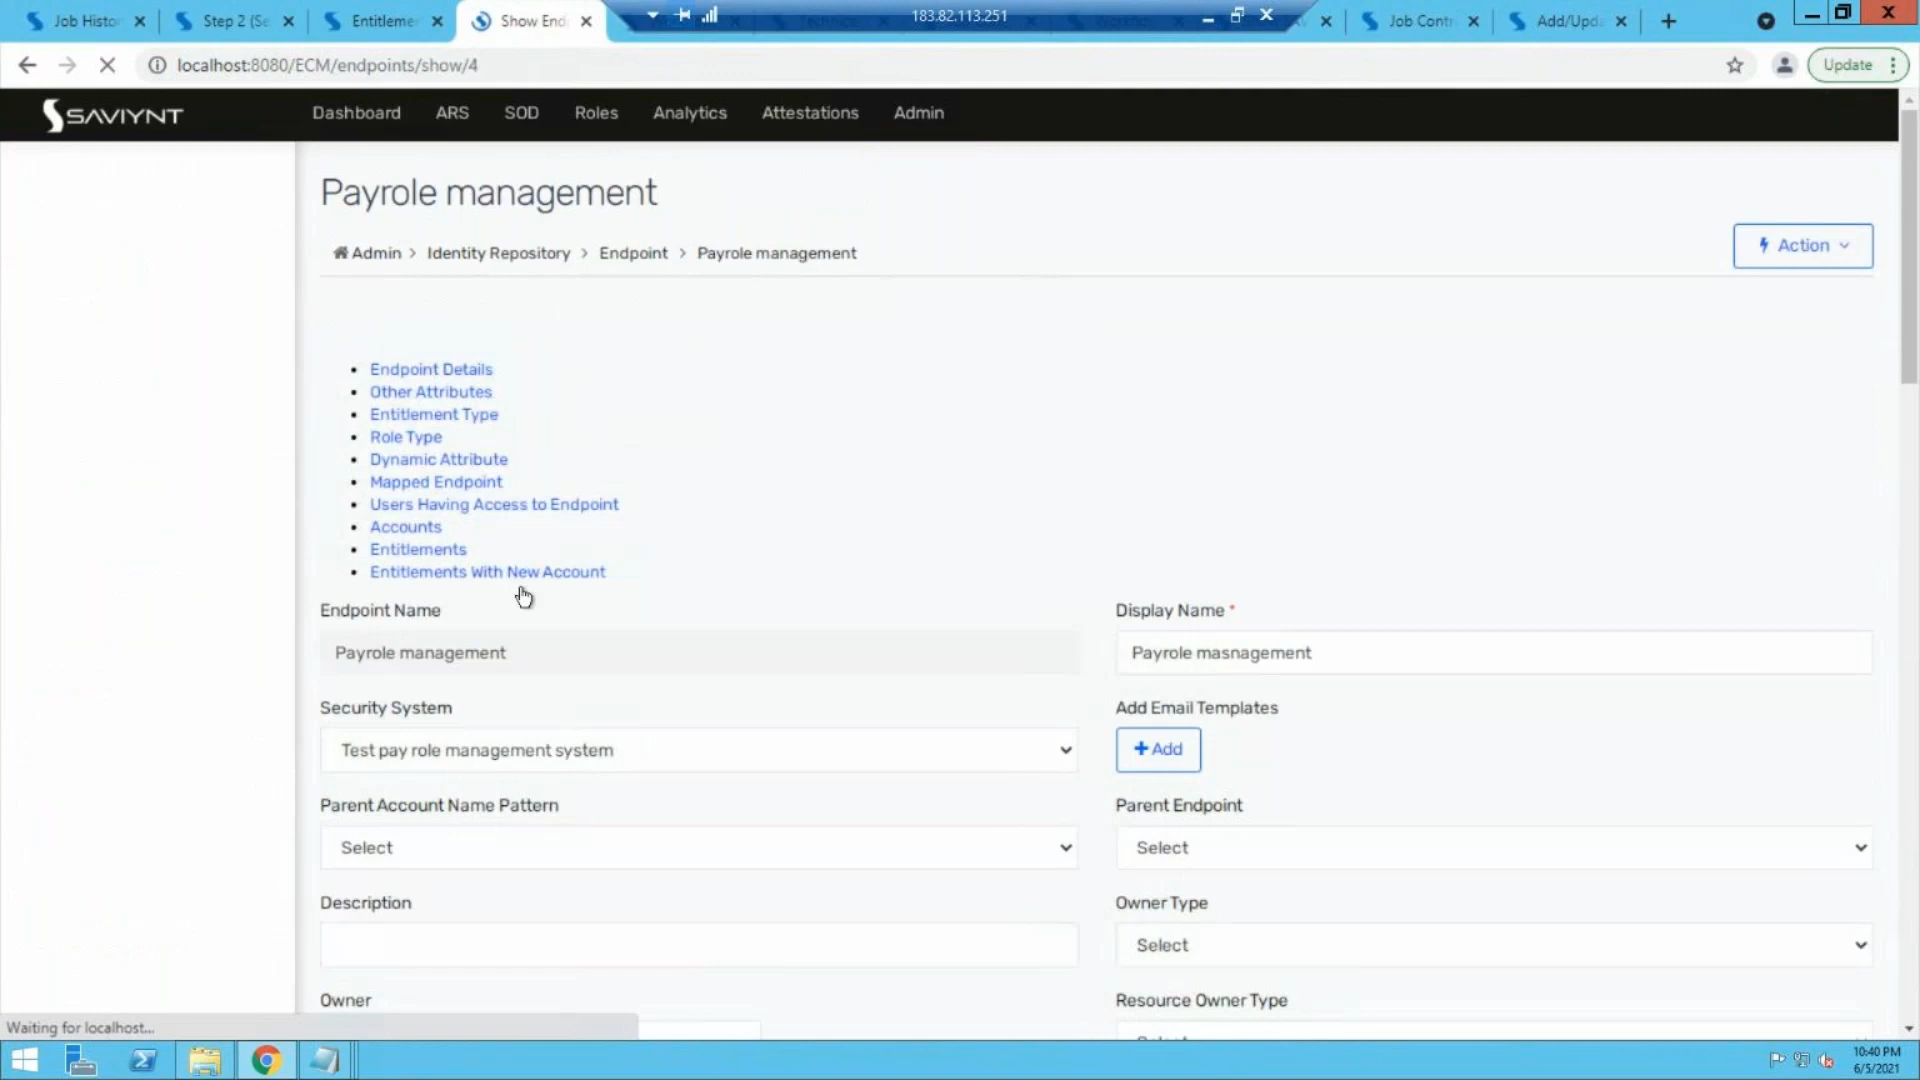 Job Histor
Step 2 (Se
Entitleme
Show End
183.82.113.251
Job Contr
Add/Upda
localhost:8080/ECM/endpoints/show/4
Update
SAVIYNT
Dashboard
ARS
SOD
Roles
Analytics
Attestations
Admin
Payrole management
Admin > Identity Repository > Endpoint > Payrole management
Action
• Endpoint Details
• Other Attributes
• Entitlement Type
• Role Type
• Dynamic Attribute
• Mapped Endpoint
• Users Having Access to Endpoint
• Accounts
• Entitlements
• Entitlements With New Account
Endpoint Name
Display Name *
Payrole management
Payrole masnagement
Security System
Add Email Templates
Test pay role management system
+ Add
Parent Account Name Pattern
Parent Endpoint
Select
Select
Description
Owner Type
Select
Owner
Resource Owner Type
Waiting for localhost...
10:40 PM
6/5/2021